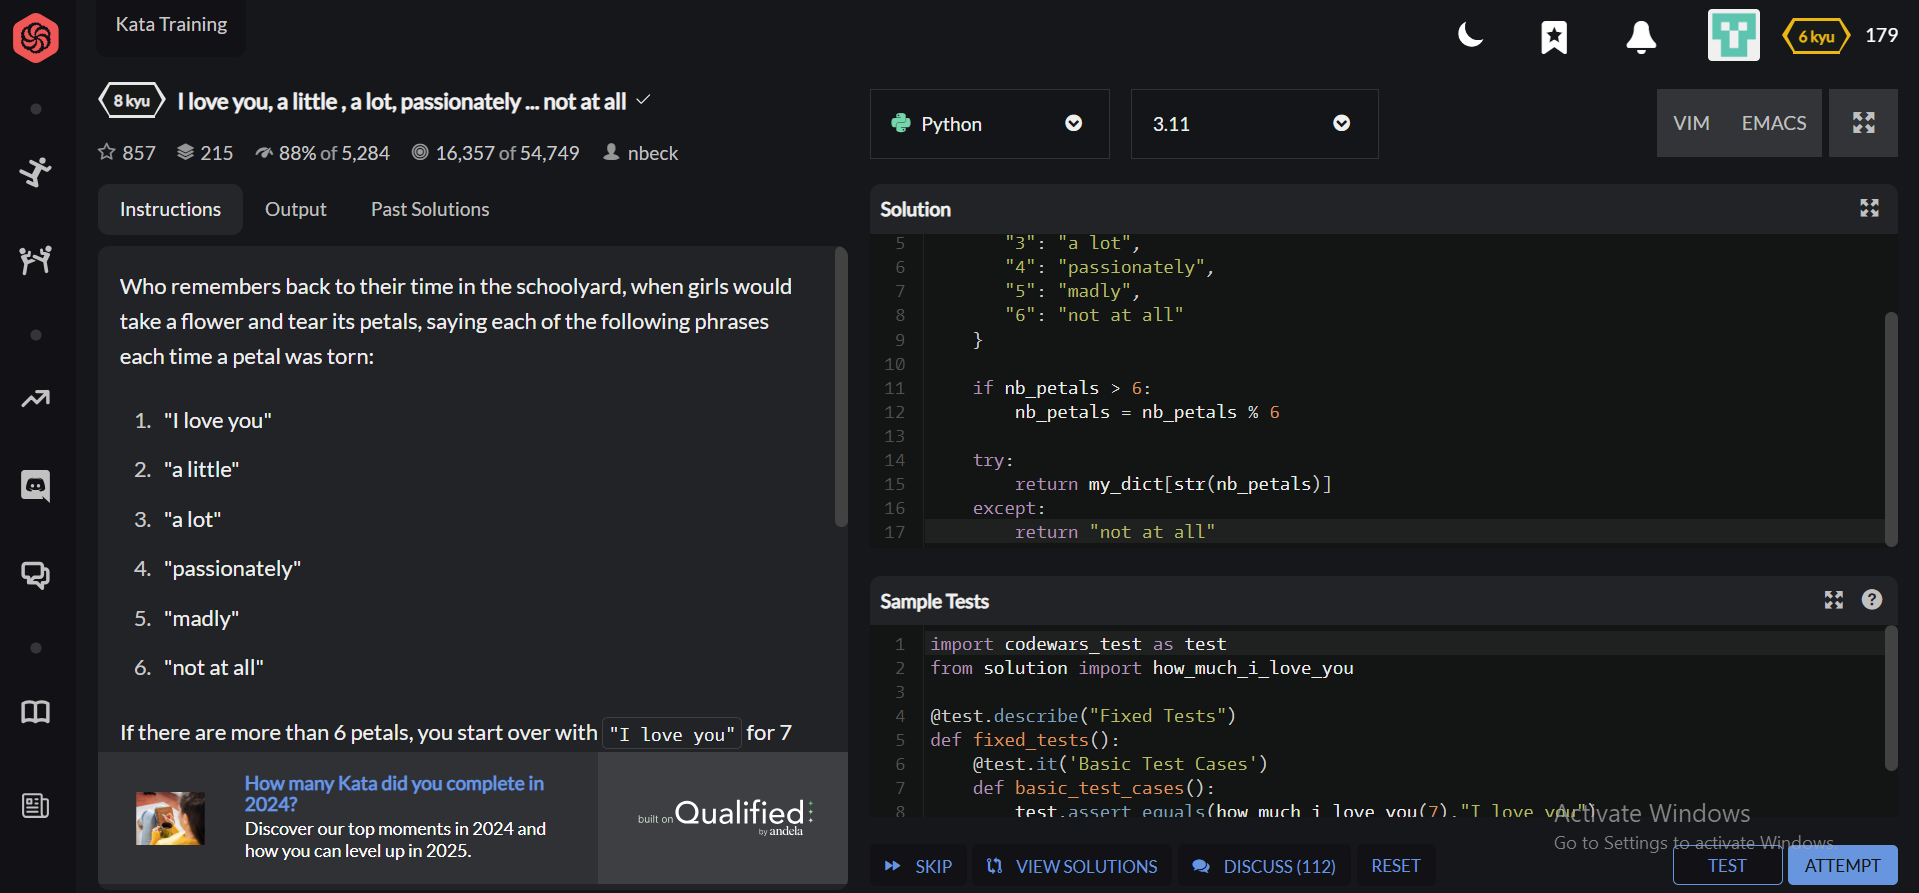 Kata Training
6 kyu 179
8 kyu I love you, a little , a lot, passionately ... not at all
857 215 88% of 5,284 16,357 of 54,749 nbeck
Python 3.11 VIM EMACS
Instructions Output Past Solutions
Who remembers back to their time in the schoolyard, when girls would
take a flower and tear its petals, saying each of the following phrases
each time a petal was torn:
1. "I love you"
2. "a little"
3. "a lot"
4. "passionately"
5. "madly"
6. "not at all"
If there are more than 6 petals, you start over with "I love you" for 7
How many Kata did you complete in
2024?
Discover our top moments in 2024 and
how you can level up in 2025.
built on Qualified
by andela
Solution
5 "3": "a lot",
6 "4": "passionately",
7 "5": "madly",
8 "6": "not at all"
9 }
10
11 if nb_petals > 6:
12 nb_petals = nb_petals % 6
13
14 try:
15 return my_dict[str(nb_petals)]
16 except:
17 return "not at all"
Sample Tests
1 import codewars_test as test
2 from solution import how_much_i_love_you
3
4 @test.describe("Fixed Tests")
5 def fixed_tests():
6 @test.it('Basic Test Cases')
7 def basic_test_cases():
8 test.assert_equals(how_much_i_love_you(7),"I love you")
Activate Windows
Go to Settings to activate Windows.
SKIP VIEW SOLUTIONS DISCUSS (112) RESET TEST ATTEMPT